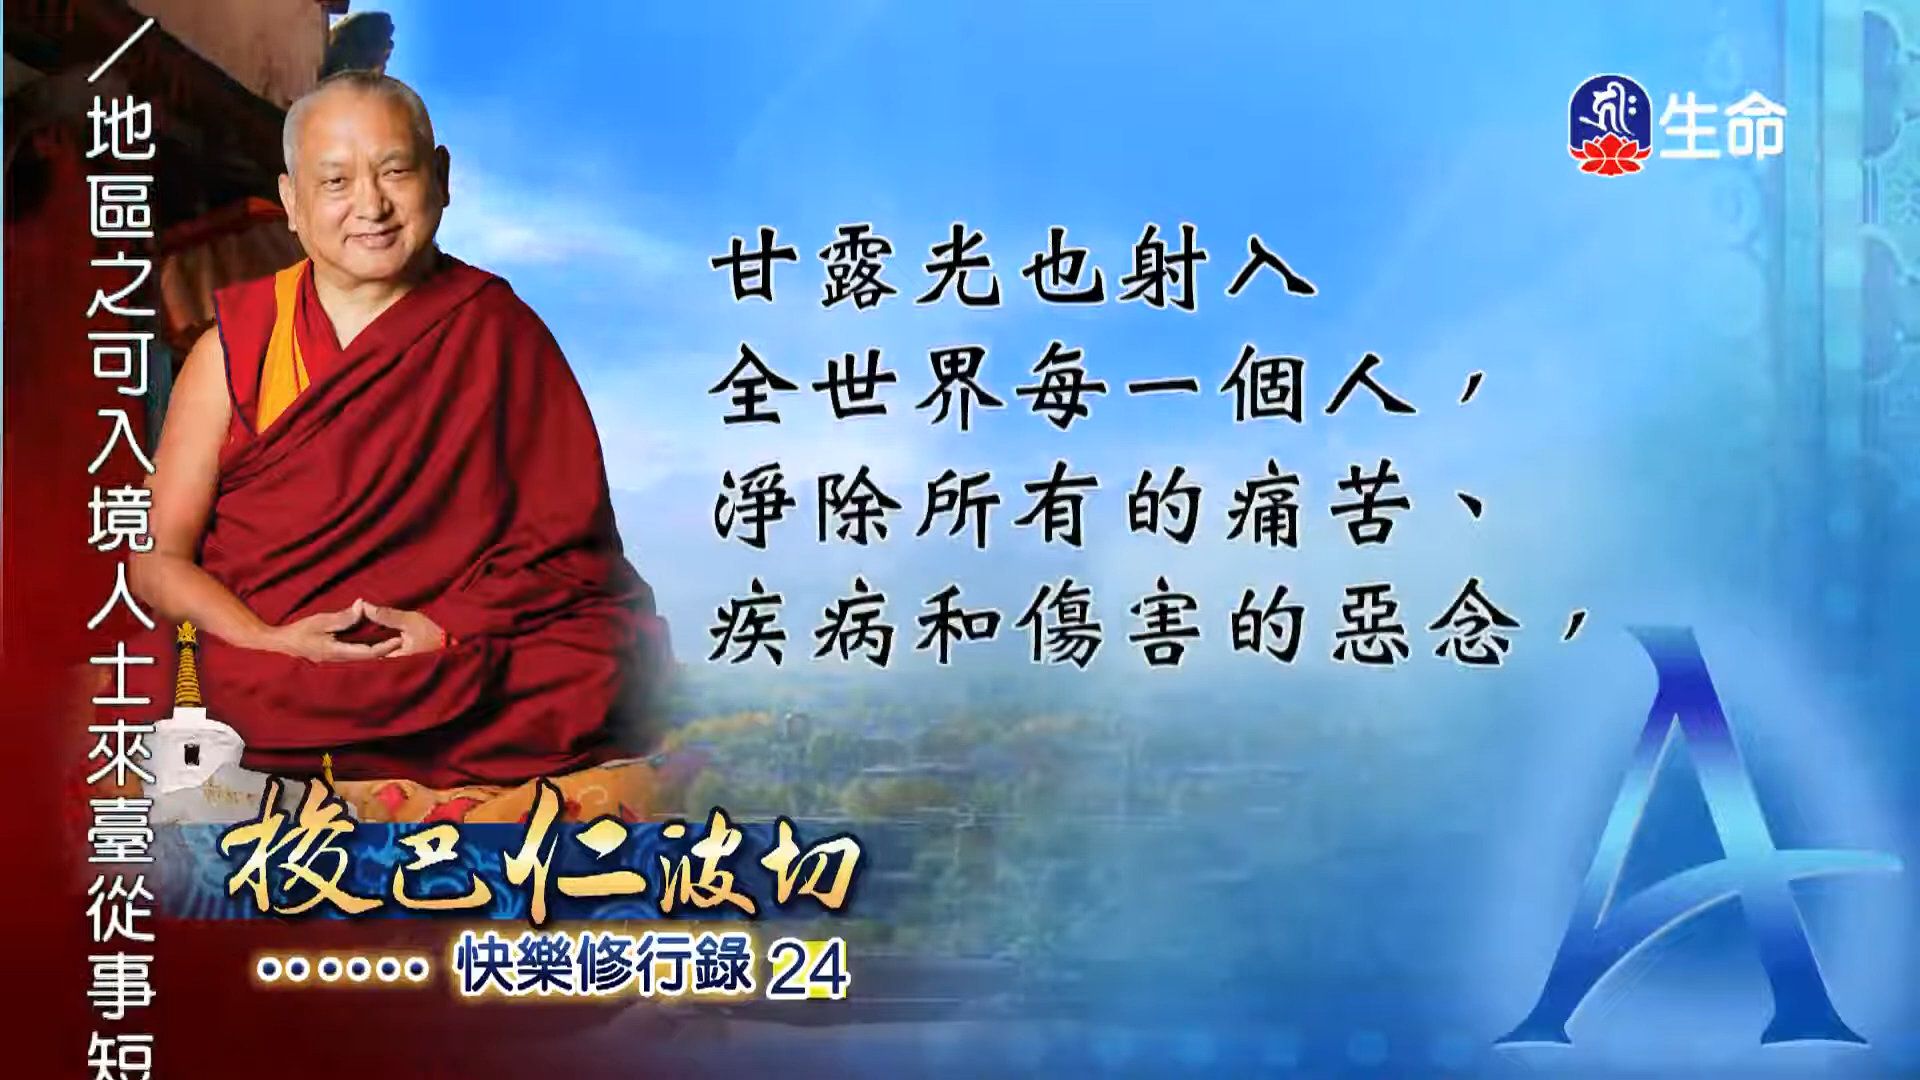 ／地區之可入境人士來臺從事短
生命
甘露光也射入
全世界每一個人，
淨除所有的痛苦、
疾病和傷害的惡念，
梭巴仁波切
快樂修行錄 24
A